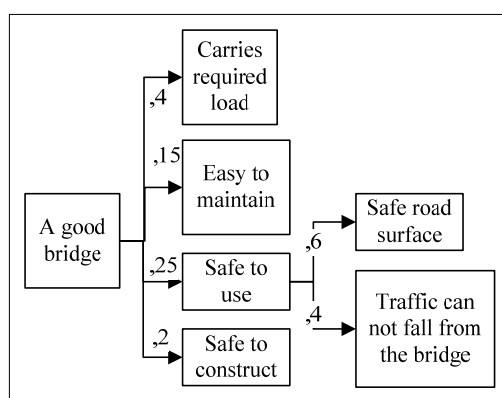 Carries
required
load
,4
,15
Easy to
maintain
A good
bridge
,25
Safe to
use
,6
Safe road
surface
,4
Traffic can
not fall from
the bridge
,2
Safe to
construct